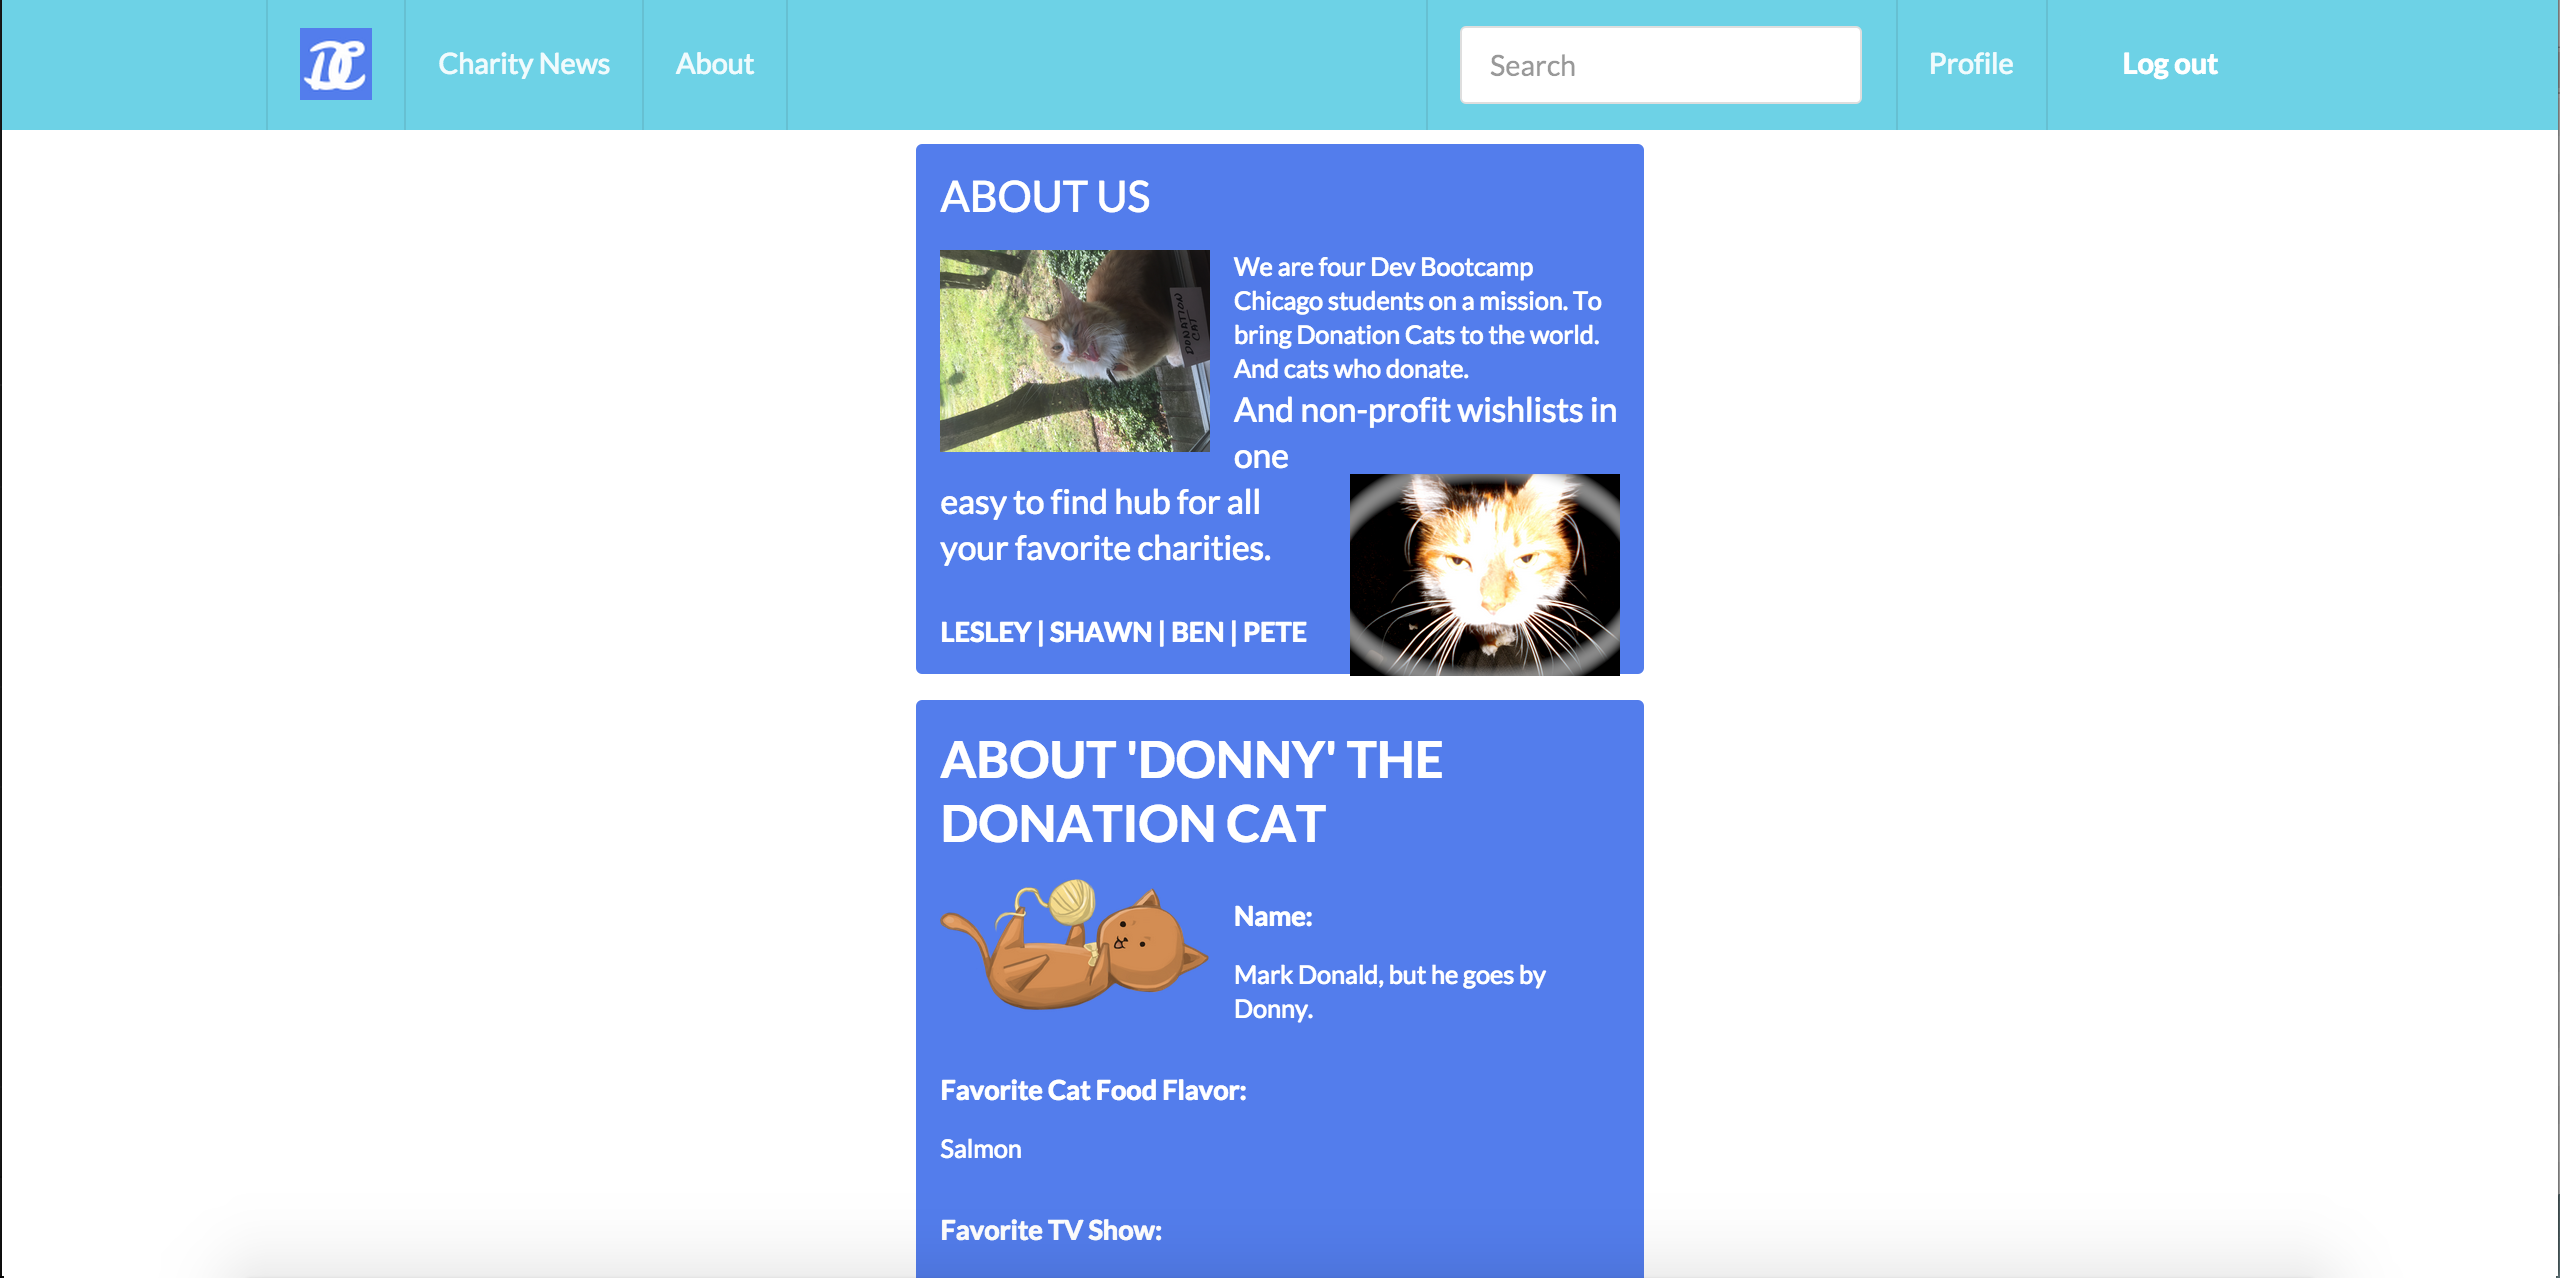 DC
Charity News
About
Search
Profile
Log out
ABOUT US
DONATION
CAT
We are four Dev Bootcamp
Chicago students on a mission. To
bring Donation Cats to the world.
And cats who donate.
And non-profit wishlists in
one
easy to find hub for all
your favorite charities.
LESLEY | SHAWN | BEN | PETE
ABOUT 'DONNY' THE
DONATION CAT
Name:
Mark Donald, but he goes by
Donny.
Favorite Cat Food Flavor:
Salmon
Favorite TV Show: